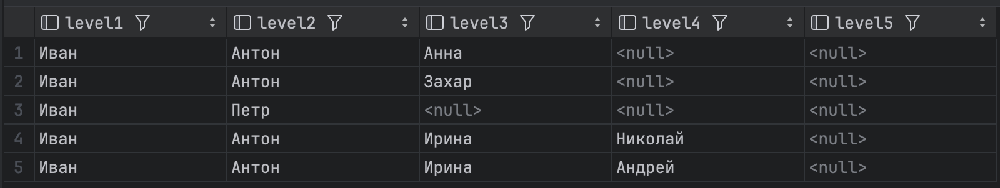 level1 level2 level3 level4 level5
1 Иван Антон Анна <null> <null>
2 Иван Антон Захар <null> <null>
3 Иван Петр <null> <null> <null>
4 Иван Антон Ирина Николай <null>
5 Иван Антон Ирина Андрей <null>